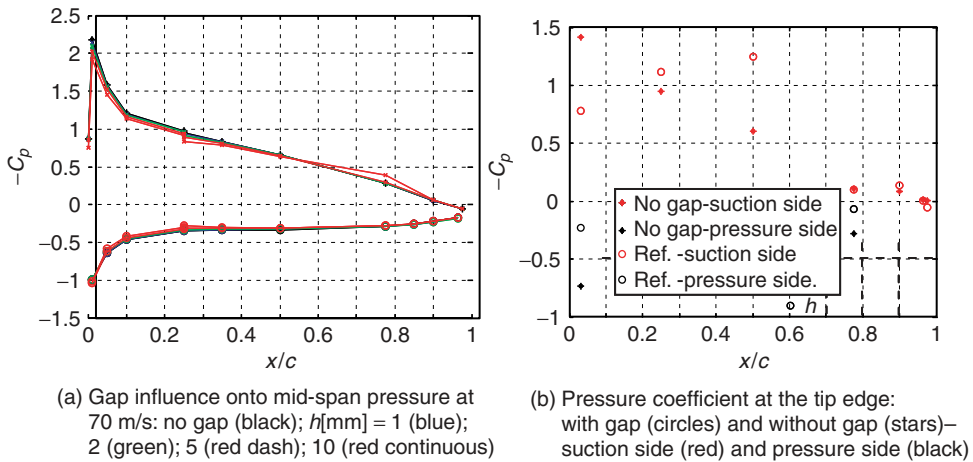 2.5
2
1.5
1
0.5
0
−0.5
−1
−1.5
−Cp
0 0.2 0.4 0.6 0.8 1
x/c
(a) Gap influence onto mid-span pressure at
70 m/s: no gap (black); h[mm] = 1 (blue);
2 (green); 5 (red dash); 10 (red continuous)
1.5
1
0.5
0
−0.5
−1
−Cp
No gap-suction side
No gap-pressure side
Ref. -suction side
Ref. -pressure side.
h
0 0.2 0.4 0.6 0.8 1
x/c
(b) Pressure coefficient at the tip edge:
with gap (circles) and without gap (stars)–
suction side (red) and pressure side (black)